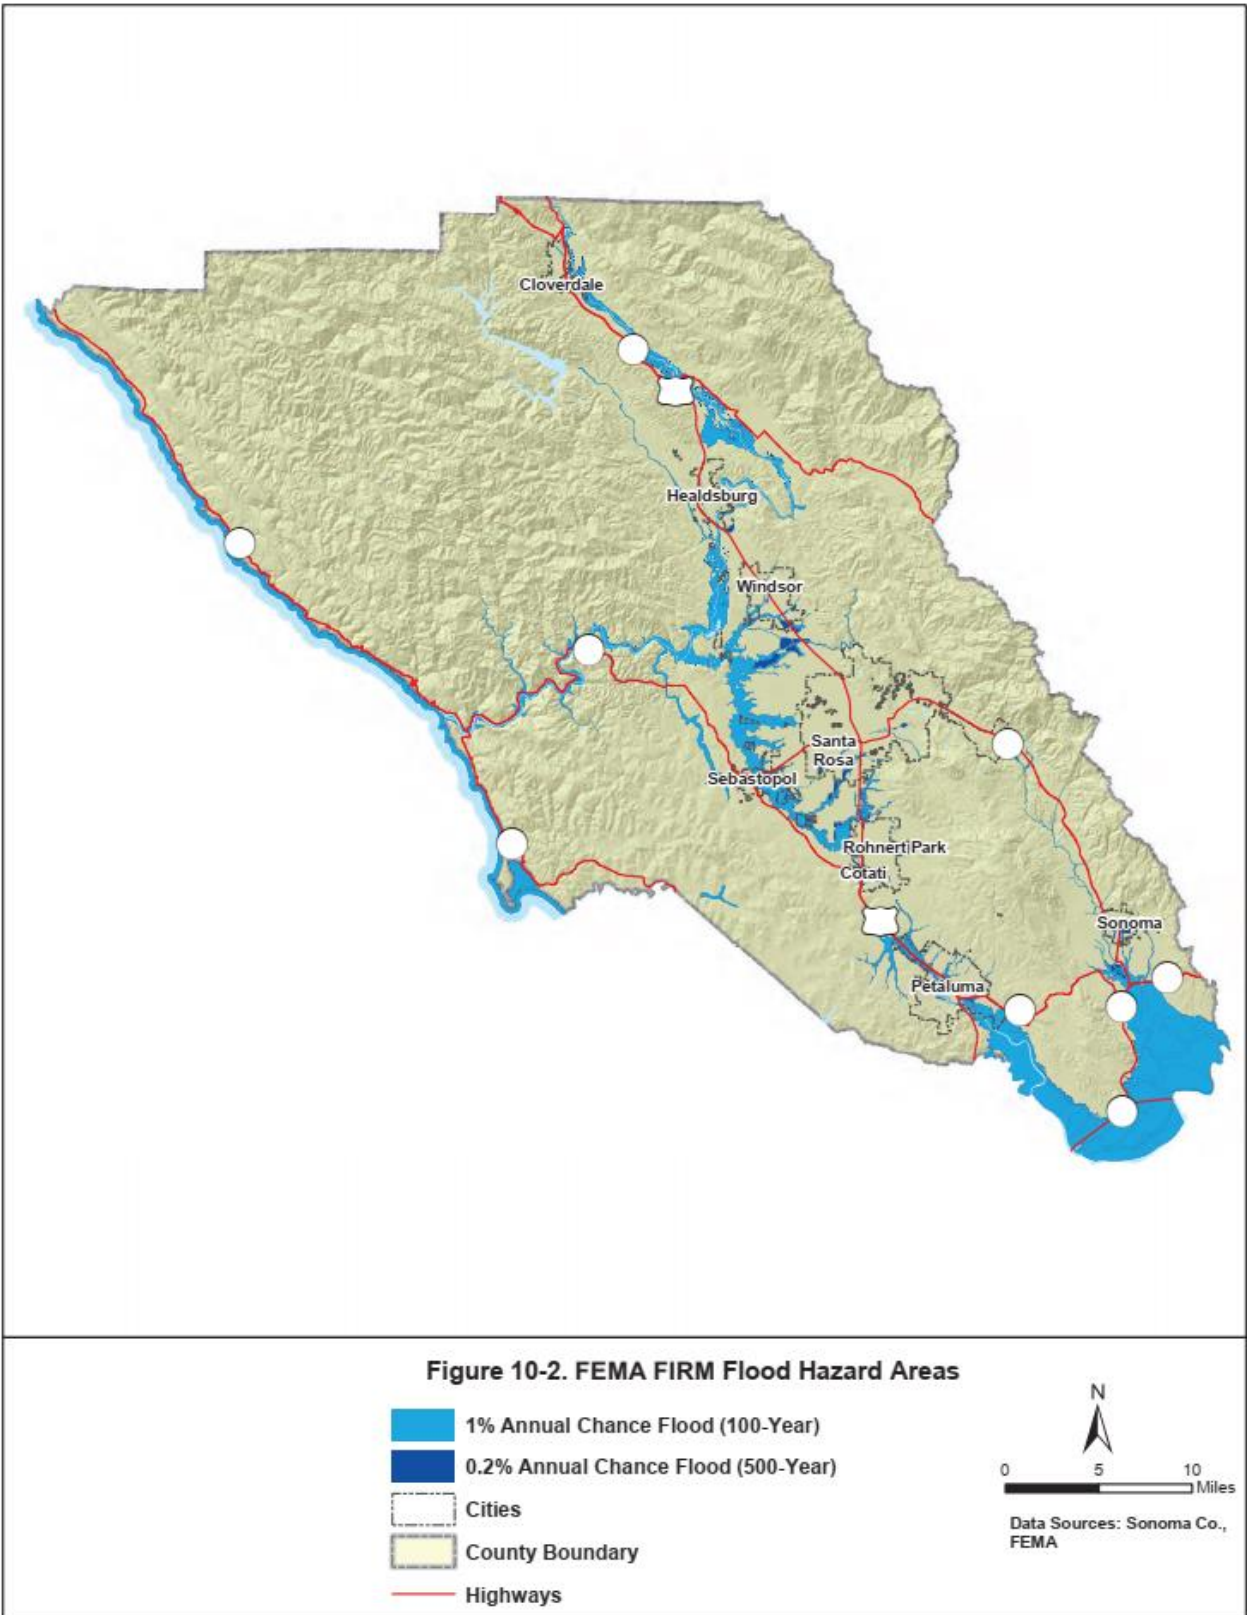 Cloverdale
Healdsburg
Windsor
Santa
Rosa
Sebastopol
Rohnert Park
Cotati
Sonoma
Petaluma
Figure 10-2. FEMA FIRM Flood Hazard Areas
1% Annual Chance Flood (100-Year)
0.2% Annual Chance Flood (500-Year)
Cities
County Boundary
Highways
N
0 5 10
Miles
Data Sources: Sonoma Co.,
FEMA